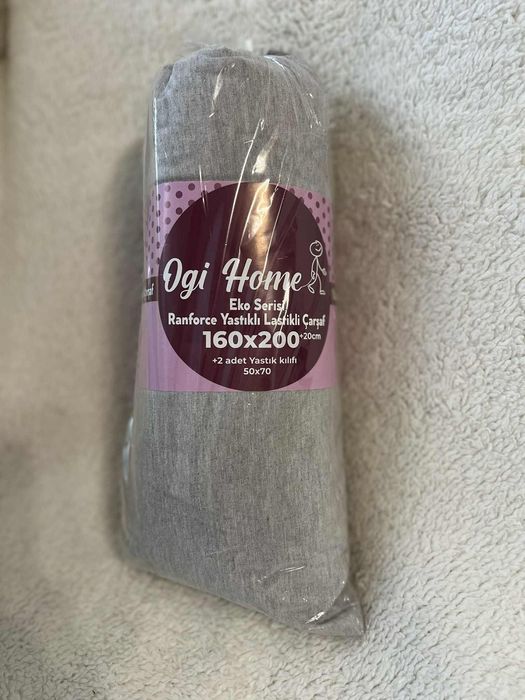 Ogi Home
Eko Serisi
Ranforce Yastıklı Lastikli Çarşaf
160x200 +20cm
+2 adet Yastık kılıfı
50x70